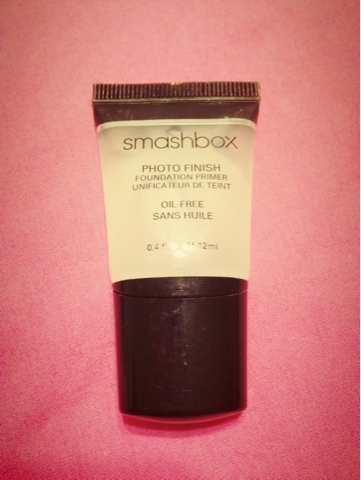 smashbox
PHOTO FINISH
FOUNDATION PRIMER
UNIFICATEUR DE TEINT
OIL-FREE
SANS HUILE
0.4 12ml